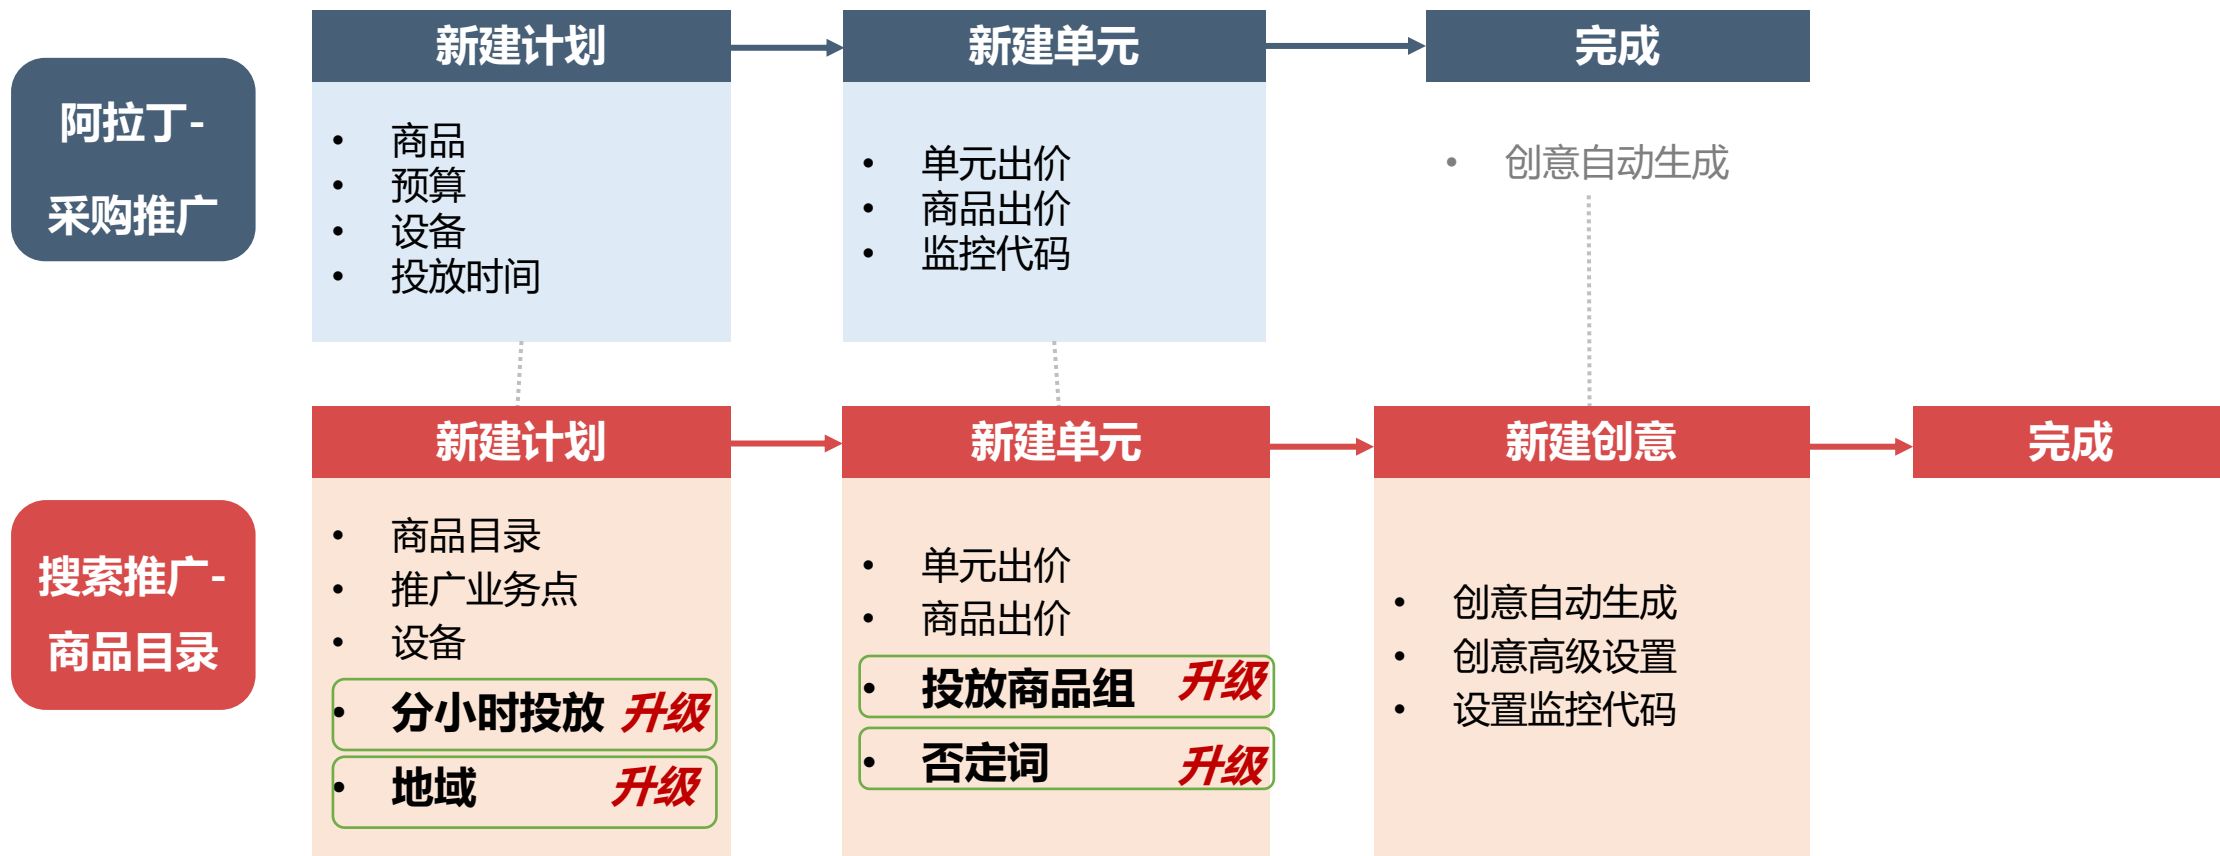 阿拉丁-
采购推广
新建计划
• 商品
• 预算
• 设备
• 投放时间
新建单元
• 单元出价
• 商品出价
• 监控代码
完成
• 创意自动生成
搜索推广-
商品目录
新建计划
• 商品目录
• 推广业务点
• 设备
• 分小时投放 升级
• 地域 升级
新建单元
• 单元出价
• 商品出价
• 投放商品组 升级
• 否定词 升级
新建创意
• 创意自动生成
• 创意高级设置
• 设置监控代码
完成